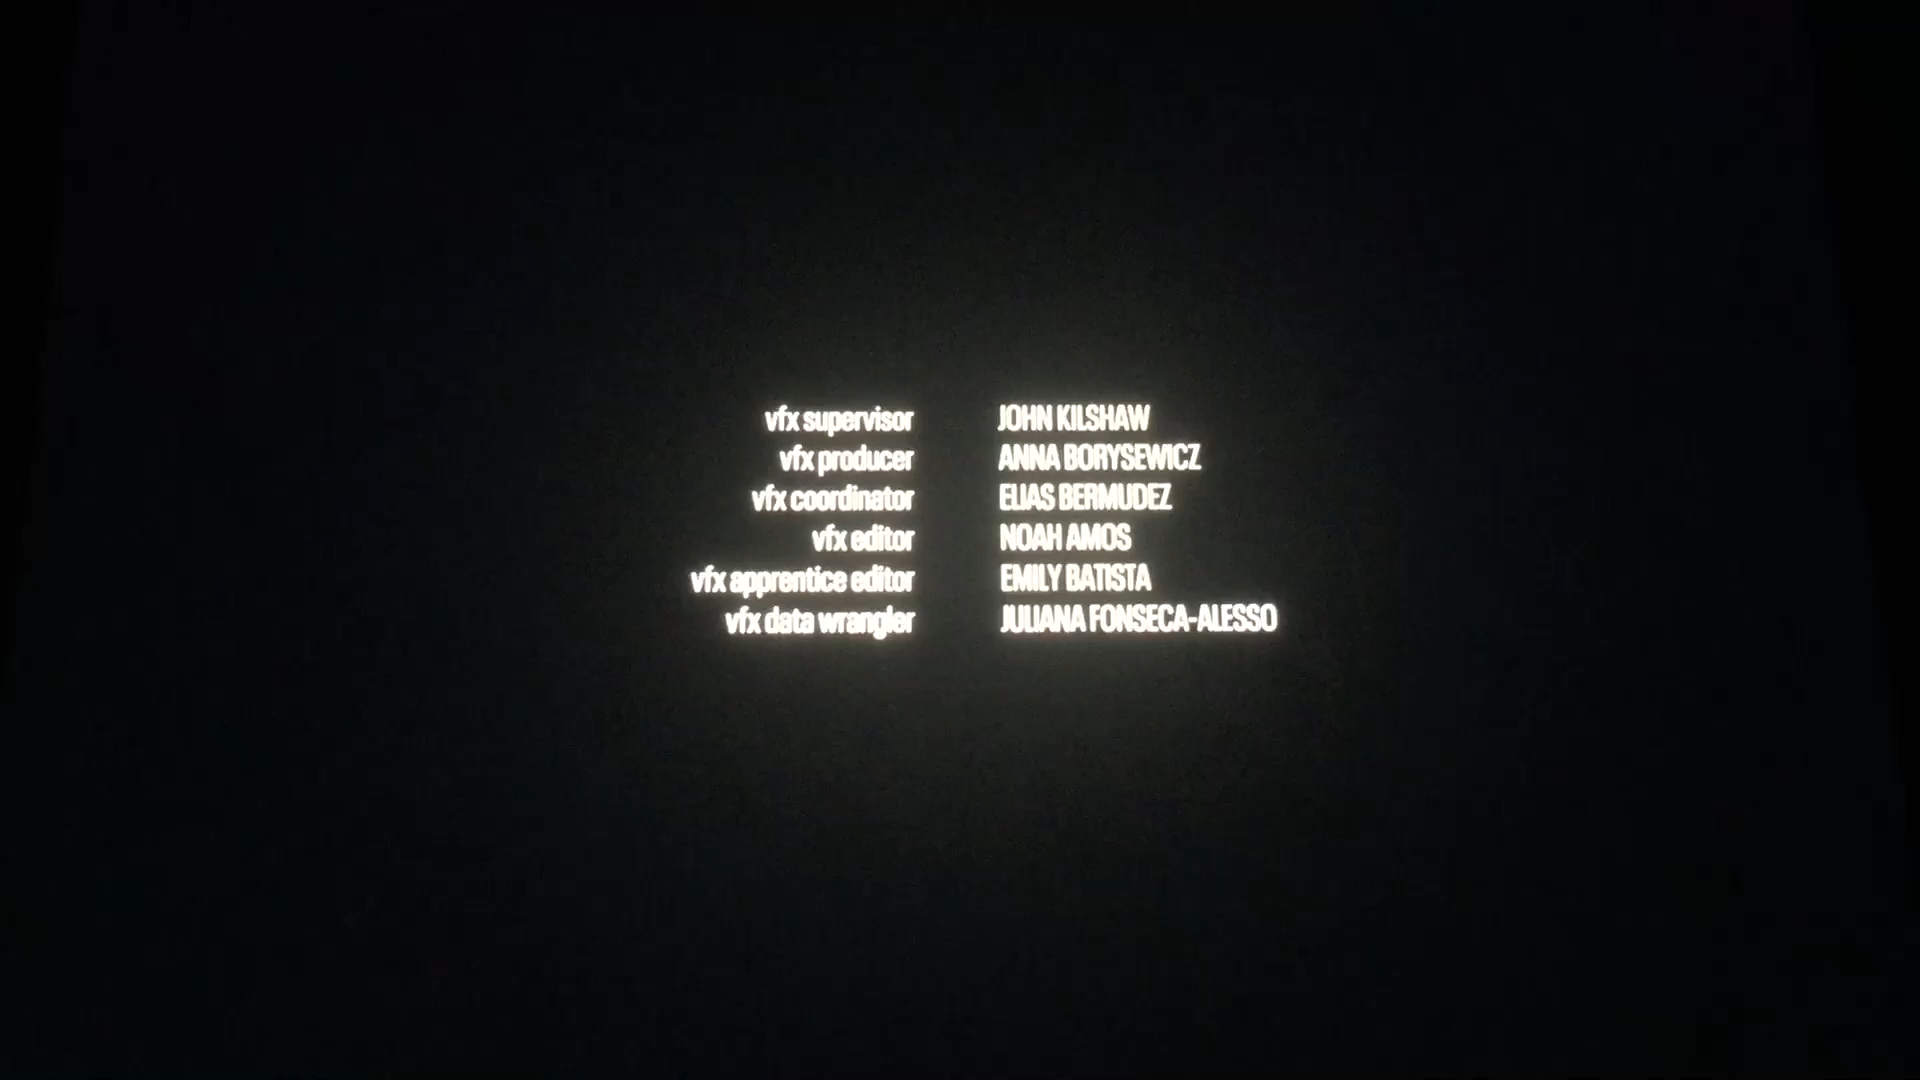 vfx supervisor JOHN KILSHAW
vfx producer ANNA BORYSEWICZ
vfx coordinator ELIAS BERMUDEZ
vfx editor NOAH AMOS
vfx apprentice editor EMILY BATISTA
vfx data wrangler JULIANA FONSECA-ALESSO